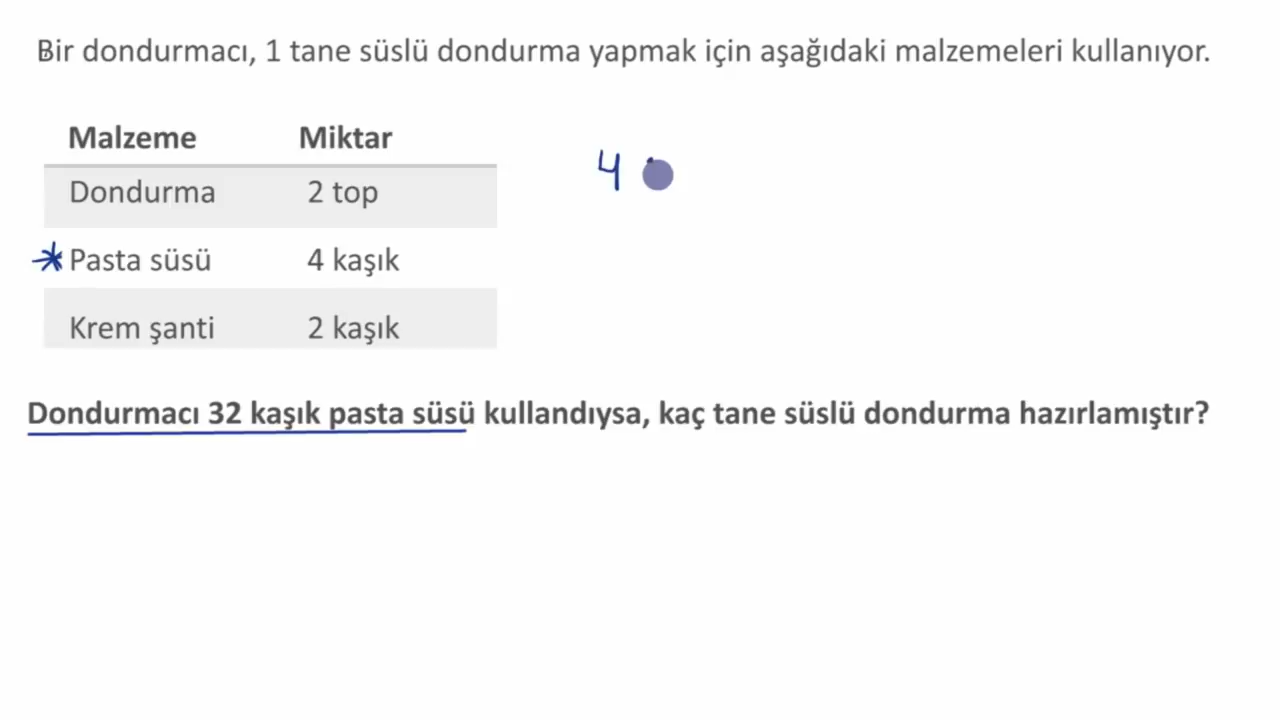 Bir dondurmacı, 1 tane süslü dondurma yapmak için aşağıdaki malzemeleri kullanıyor.
Malzeme Miktar
Dondurma 2 top
4
* Pasta süsü 4 kaşık
Krem şanti 2 kaşık
Dondurmacı 32 kaşık pasta süsü kullandıysa, kaç tane süslü dondurma hazırlamıştır?